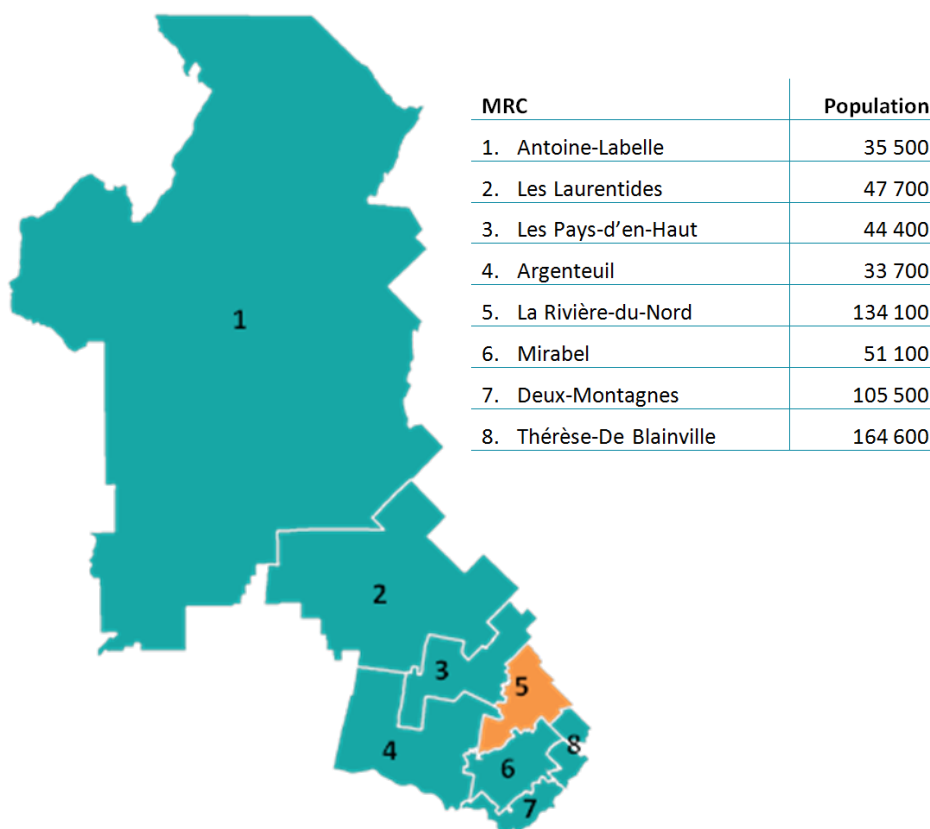 MRC Population
1. Antoine-Labelle 35 500
2. Les Laurentides 47 700
3. Les Pays-d’en-Haut 44 400
4. Argenteuil 33 700
5. La Rivière-du-Nord 134 100
6. Mirabel 51 100
7. Deux-Montagnes 105 500
8. Thérèse-De Blainville 164 600
1
2
3
5
4
8
6
7